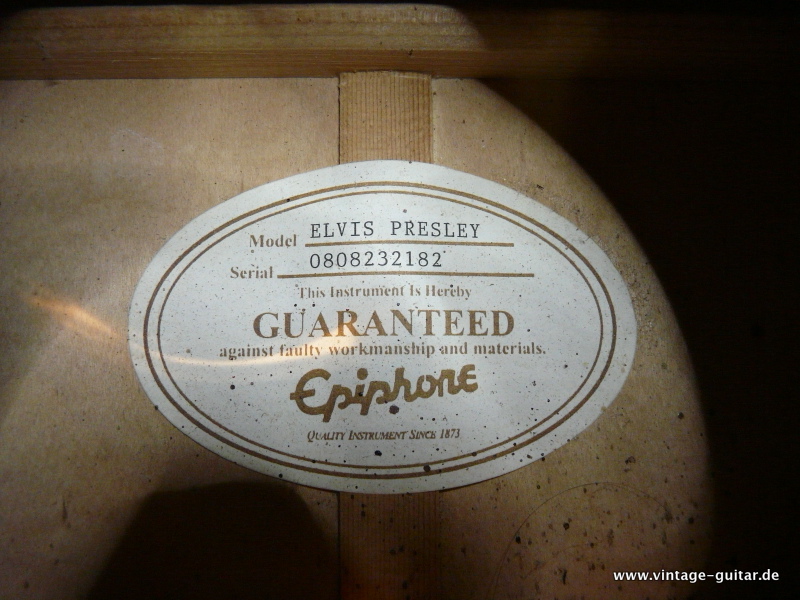 Model ELVIS PRESLEY
Serial 0808232182
This Instrument Is Hereby
GUARANTEED
against faulty workmanship and materials.
Epiphone
QUALITY INSTRUMENT SINCE 1873
www.vintage-guitar.de